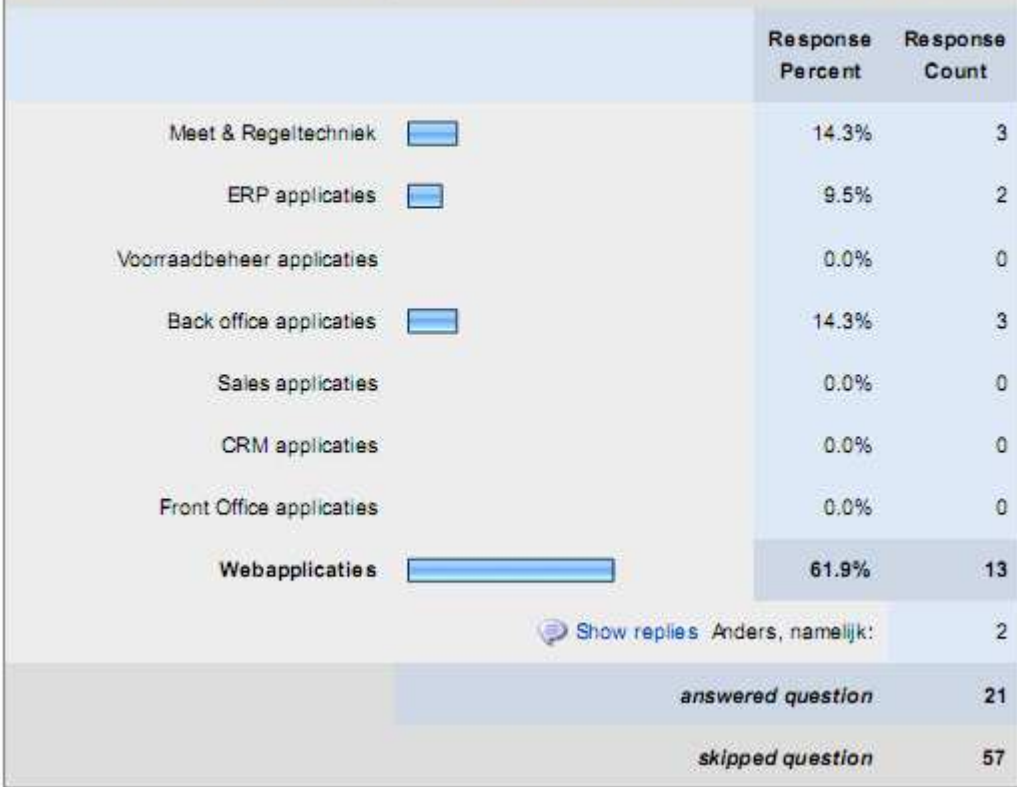 Response Percent Response Count
Meet & Regeltechniek 14.3% 3
ERP applicaties 9.5% 2
Voorraadbeheer applicaties 0.0% 0
Back office applicaties 14.3% 3
Sales applicaties 0.0% 0
CRM applicaties 0.0% 0
Front Office applicaties 0.0% 0
Webapplicaties 61.9% 13
Show replies Anders, namelijk: 2
answered question 21
skipped question 57